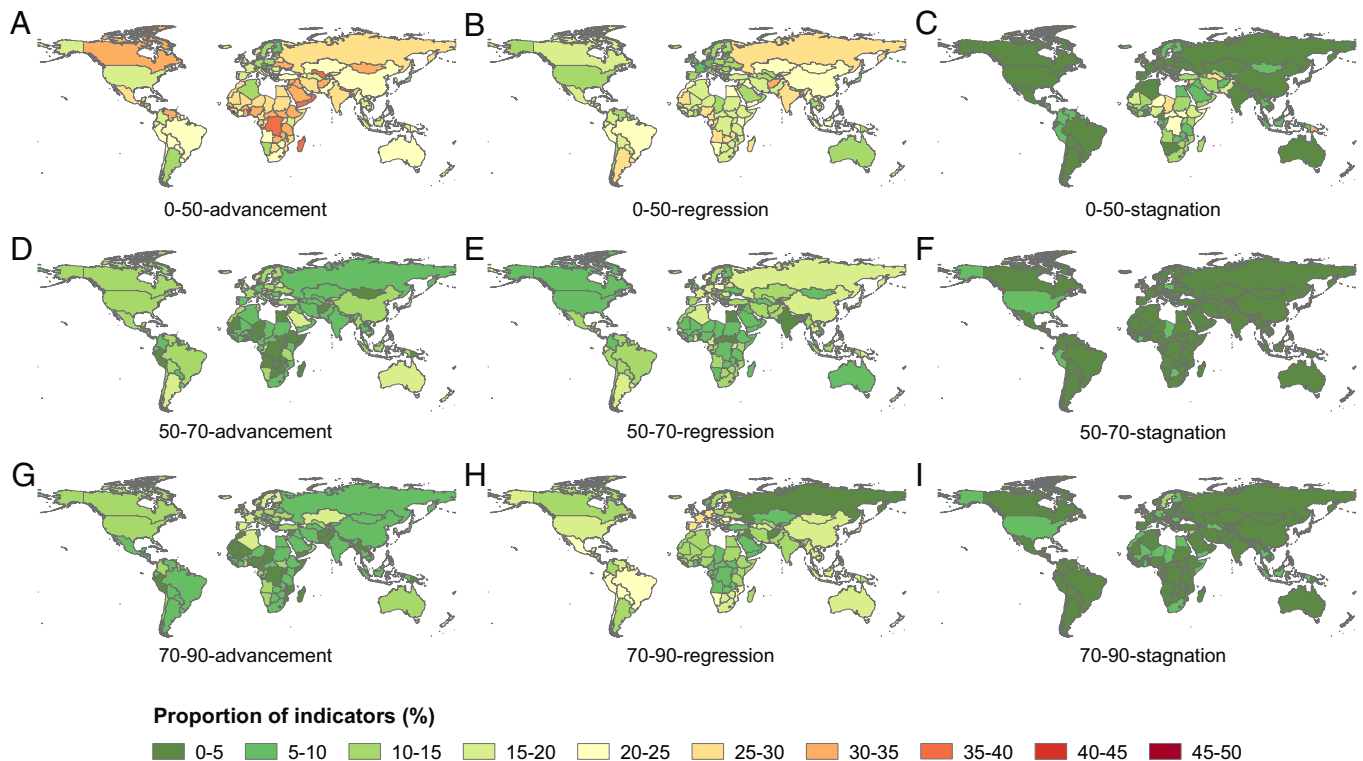 A
B
C
0-50-advancement
0-50-regression
0-50-stagnation
D
E
F
50-70-advancement
50-70-regression
50-70-stagnation
G
H
I
70-90-advancement
70-90-regression
70-90-stagnation
Proportion of indicators (%)
0-5 5-10 10-15 15-20 20-25 25-30 30-35 35-40 40-45 45-50